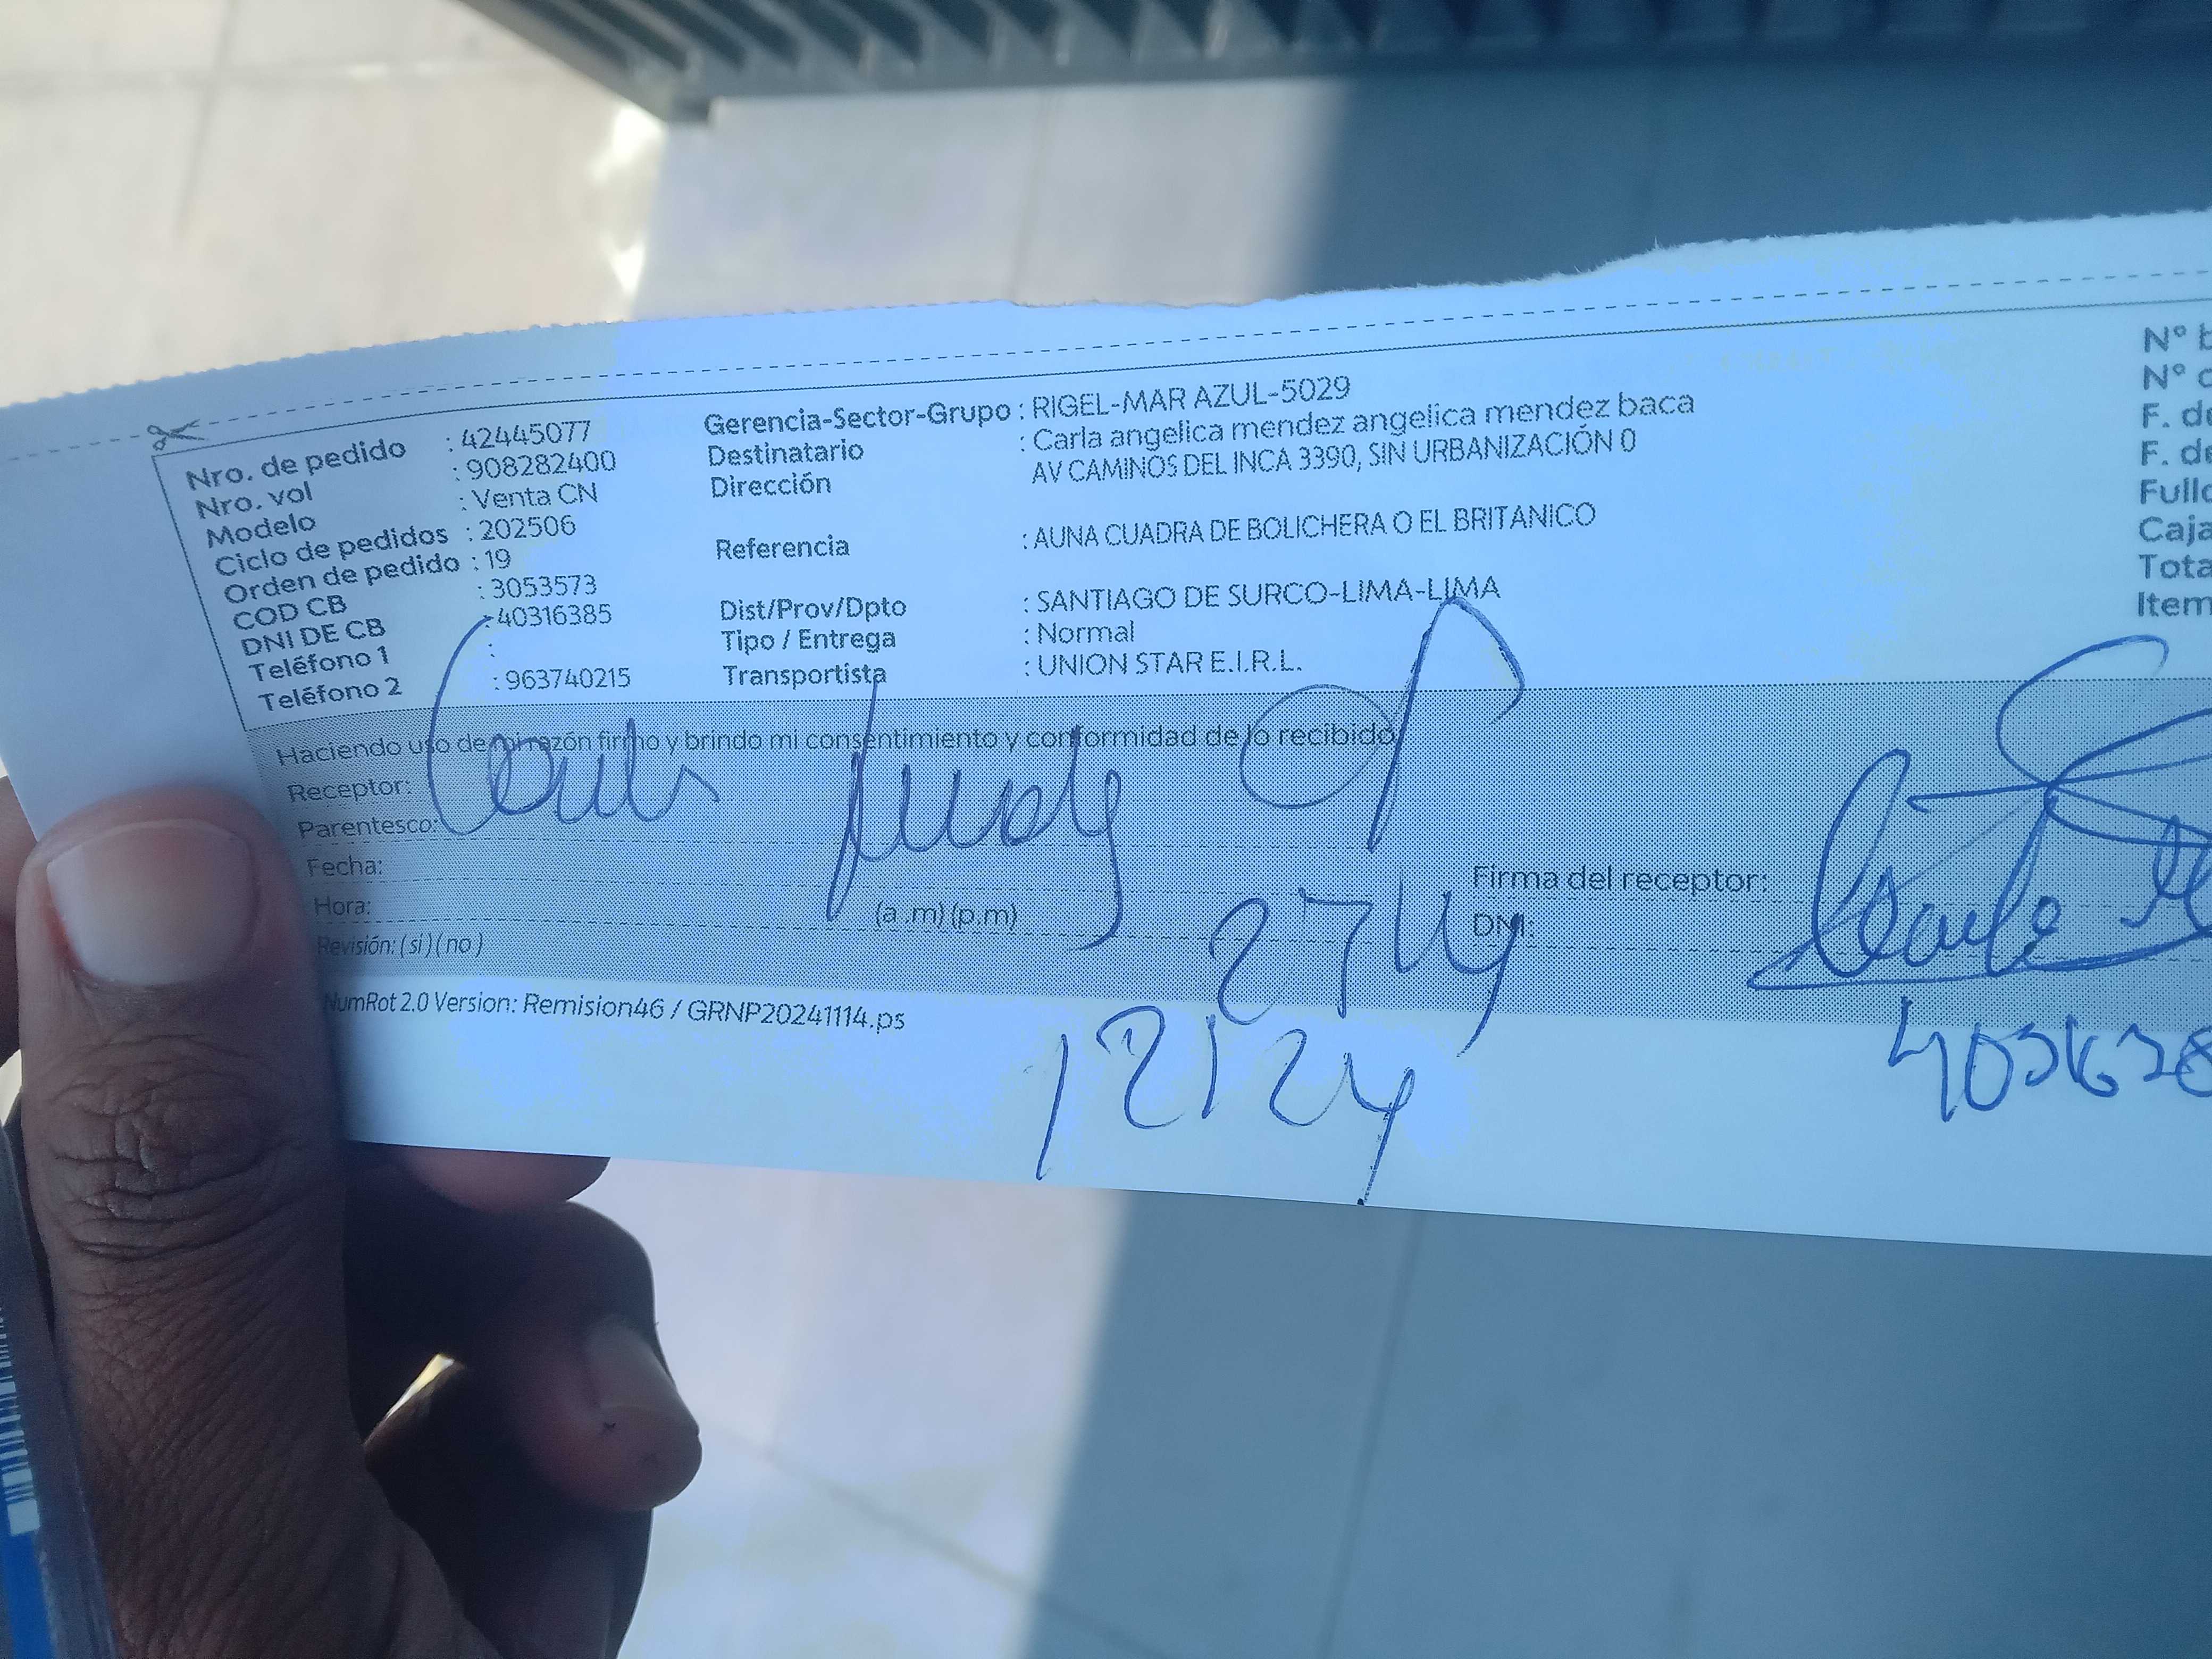 Nro. de pedido : 42445077
Nro. vol : 908282400
Modelo : Venta CN
Ciclo de pedidos : 202506
Orden de pedido : 19
COD CB : 3053573
DNI DE CB : 40316385
Teléfono 1 :
Teléfono 2 : 963740215
Gerencia-Sector-Grupo : RIGEL-MAR AZUL-5029
Destinatario : Carla angelica mendez angelica mendez baca
Dirección AV CAMINOS DEL INCA 3390, SIN URBANIZACIÓN 0
Referencia : AUNA CUADRA DE BOLICHERA O EL BRITANICO
Dist/Prov/Dpto : SANTIAGO DE SURCO-LIMA-LIMA
Tipo / Entrega : Normal
Transportista : UNION STAR E.I.R.L.
N°
N°
F.
F.
Item
Haciendo uso de mi razón firmo y brindo mi consentimiento y conformidad de lo recibido
Receptor:
Parentesco:
Fecha:
Hora: (a .m) (p.m)
Revisión: ( si ) ( no )
Firma del receptor:
DNI:
NumRot 2.0 Version: Remision46 / GRNP20241114.ps